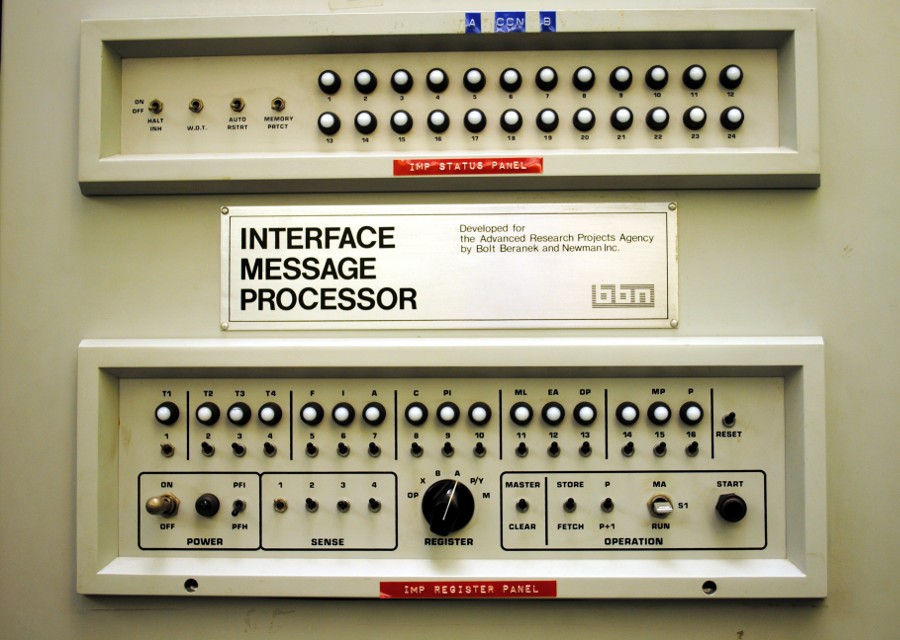 A CCN B
1 2 3 4 5 6 7 8 9 10 11 12
ON
OFF
HALT
INH
W.D.T.
AUTO
RSTRT
MEMORY
PRTCT
13 14 15 16 17 18 19 20 21 22 23 24
IMP STATUS PANEL
INTERFACE
MESSAGE
PROCESSOR
Developed for
the Advanced Research Projects Agency
by Bolt Beranek and Newman Inc.
bbn
T1 T2 T3 T4 F I A C PI ML EA DP MP P
1 2 3 4 5 6 7 8 9 10 11 12 13 14 15 16
RESET
ON
OFF
PFI
PFH
POWER
1 2 3 4
SENSE
OP X B A P/Y M
REGISTER
MASTER
CLEAR
STORE
FETCH
P
P+1
MA
S1
RUN
START
OPERATION
IMP REGISTER PANEL